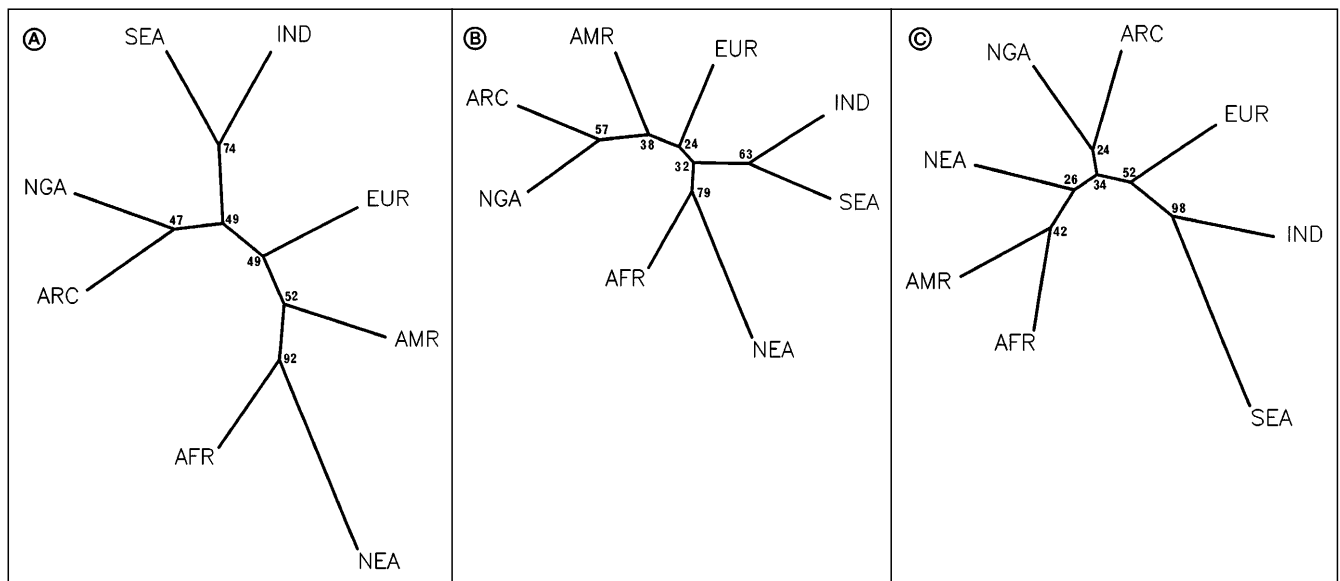 A
SEA
IND
74
NGA
47
49
EUR
49
ARC
52
AMR
92
AFR
NEA
B
AMR
EUR
ARC
57
38
24
IND
32
63
NGA
79
SEA
AFR
NEA
C
NGA
ARC
EUR
24
NEA
26
34
52
98
IND
42
AMR
AFR
SEA